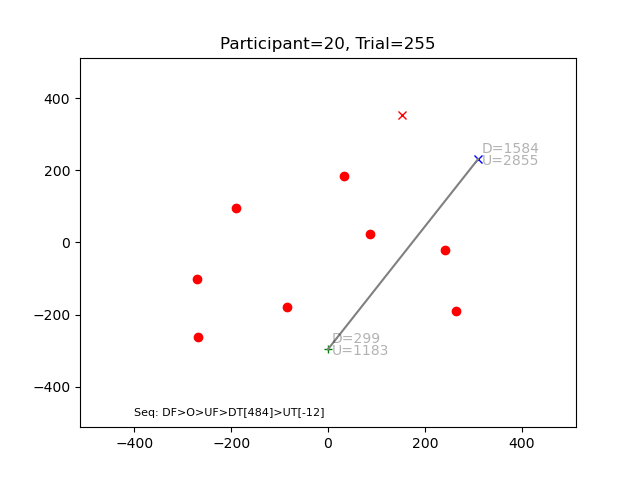 Participant=20, Trial=255
400
200
0
−200
−400
D=1584
U=2855
D=299
U=1183
Seq: DF>O>UF>DT[484]>UT[-12]
−400
−200
0
200
400